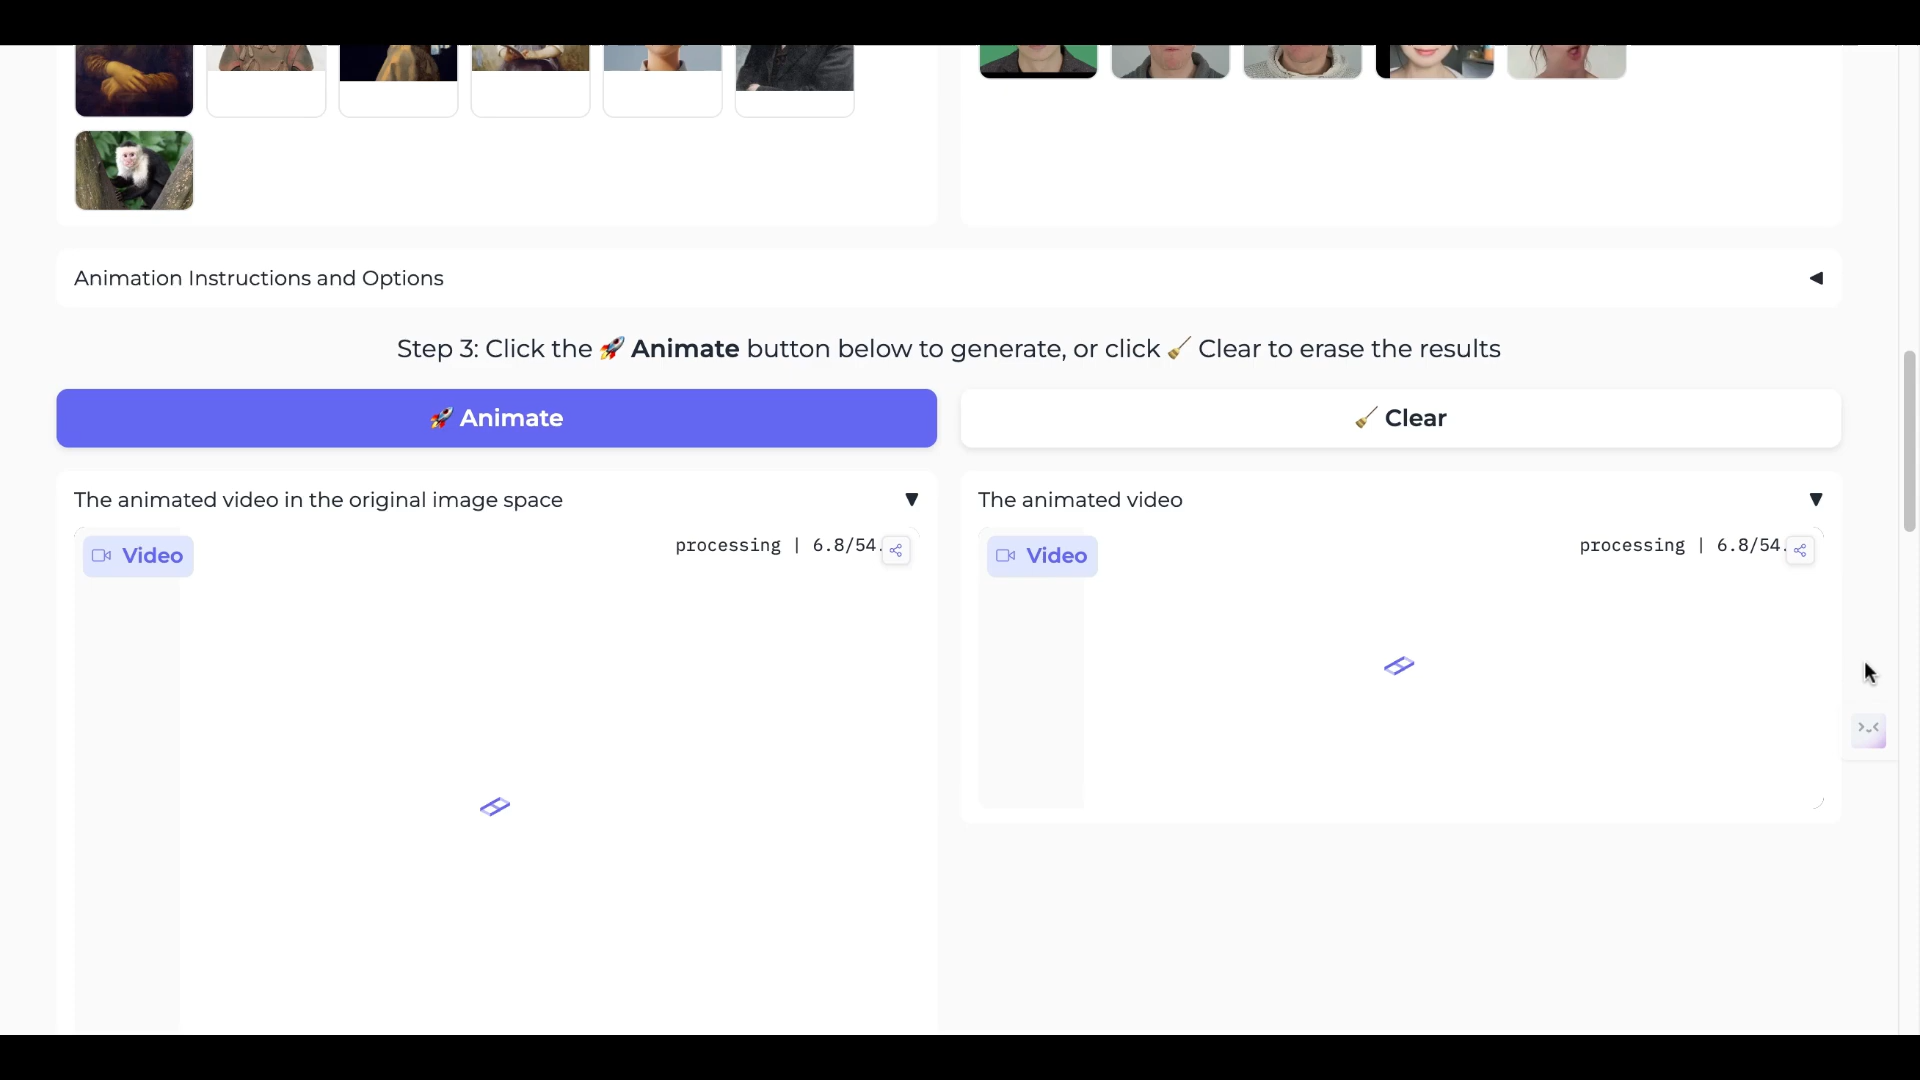 Animation Instructions and Options
Step 3: Click the 🚀 Animate button below to generate, or click 🧹 Clear to erase the results
🚀 Animate
🧹 Clear
The animated video in the original image space
The animated video
Video
processing | 6.8/54.
Video
processing | 6.8/54.